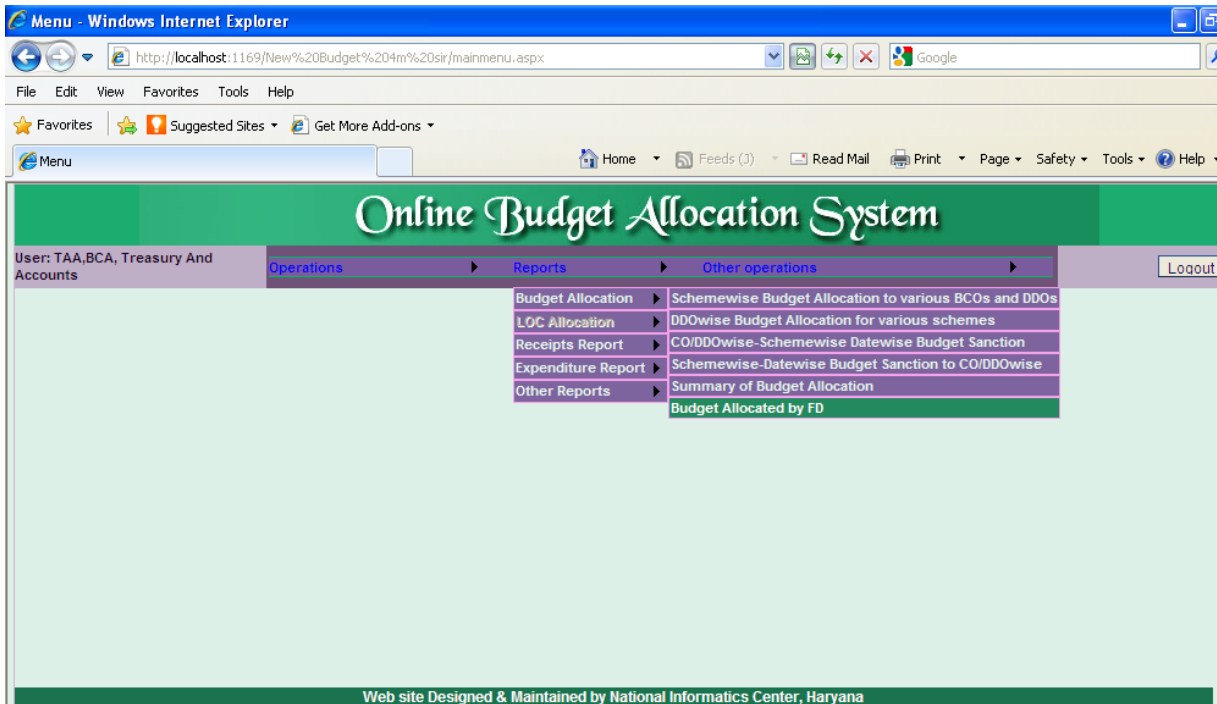 Menu - Windows Internet Explorer
http://localhost:1169/New%20Budget%204m%20sir/mainmenu.aspx
Google
File Edit View Favorites Tools Help
Favorites Suggested Sites Get More Add-ons
Menu Home Feeds (J) Read Mail Print Page Safety Tools Help
Online Budget Allocation System
User: TAA,BCA, Treasury And
Accounts
Operations Reports Other operations Logout
Budget Allocation Schemewise Budget Allocation to various BCOs and DDOs
LOC Allocation DDOwise Budget Allocation for various schemes
Receipts Report CO/DDOwise-Schemewise Datewise Budget Sanction
Expenditure Report Schemewise-Datewise Budget Sanction to CO/DDOwise
Other Reports Summary of Budget Allocation
Budget Allocated by FD
Web site Designed & Maintained by National Informatics Center, Haryana